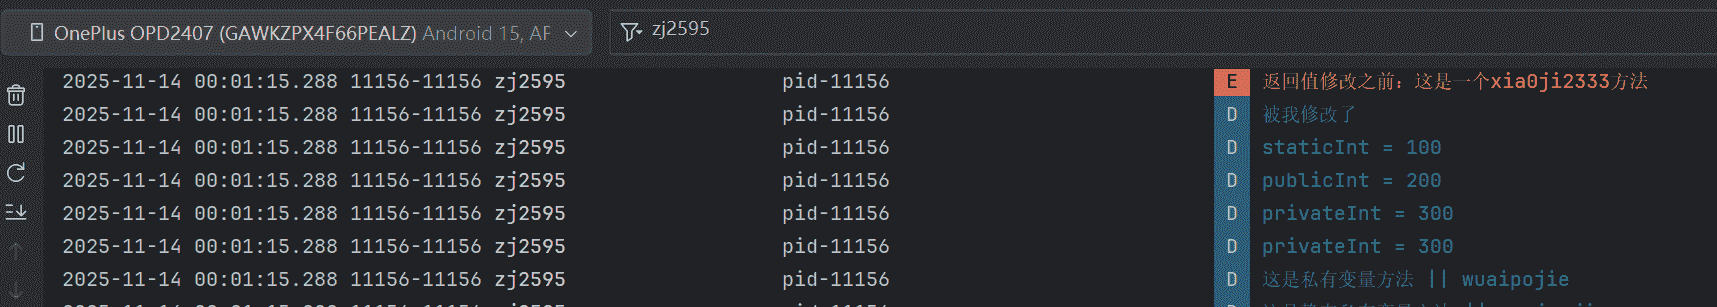 OnePlus OPD2407 (GAWKZPX4F66PEALZ) Android 15, AP
zj2595
2025-11-14 00:01:15.288 11156-11156 zj2595 pid-11156 E 返回值修改之前：这是一个xia0ji2333方法
2025-11-14 00:01:15.288 11156-11156 zj2595 pid-11156 D 被我修改了
2025-11-14 00:01:15.288 11156-11156 zj2595 pid-11156 D staticInt = 100
2025-11-14 00:01:15.288 11156-11156 zj2595 pid-11156 D publicInt = 200
2025-11-14 00:01:15.288 11156-11156 zj2595 pid-11156 D privateInt = 300
2025-11-14 00:01:15.288 11156-11156 zj2595 pid-11156 D privateInt = 300
2025-11-14 00:01:15.288 11156-11156 zj2595 pid-11156 D 这是私有变量方法 || wuaipojie